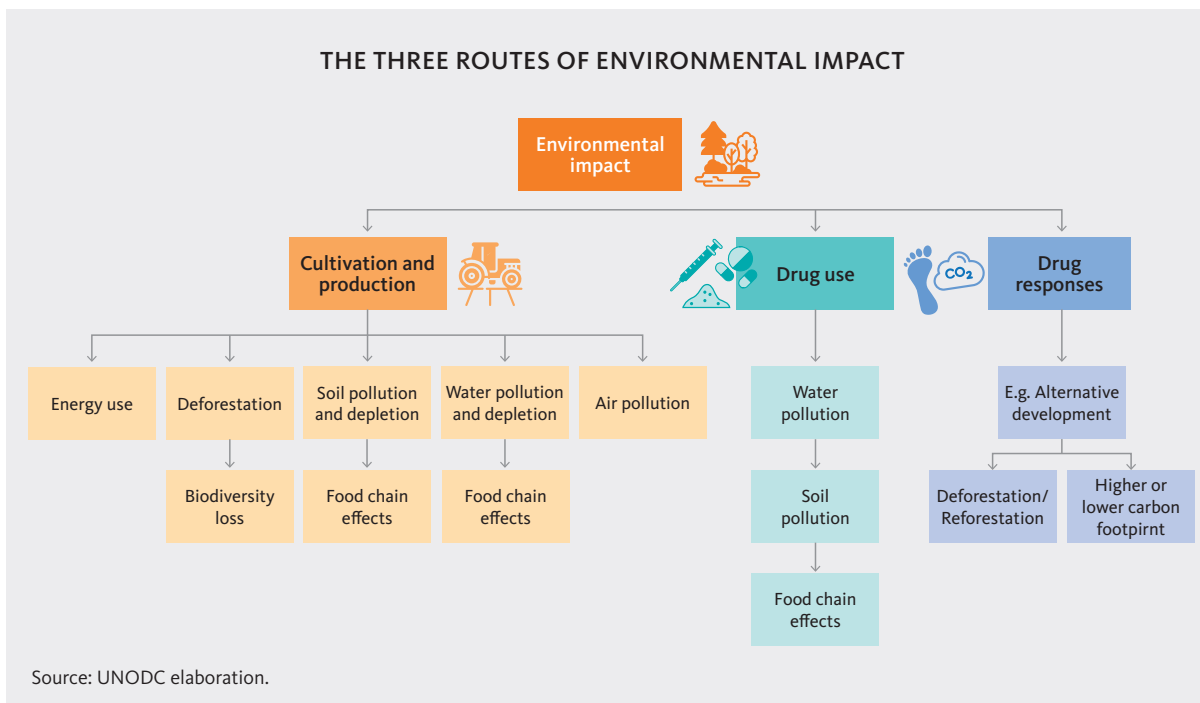 THE THREE ROUTES OF ENVIRONMENTAL IMPACT
Environmental
impact
Cultivation and
production
Drug use
CO2
Drug
responses
Energy use
Deforestation
Soil pollution
and depletion
Water pollution
and depletion
Air pollution
Water
pollution
E.g. Alternative
development
Biodiversity
loss
Food chain
effects
Food chain
effects
Soil
pollution
Deforestation/
Reforestation
Higher or
lower carbon
footpirnt
Food chain
effects
Source: UNODC elaboration.